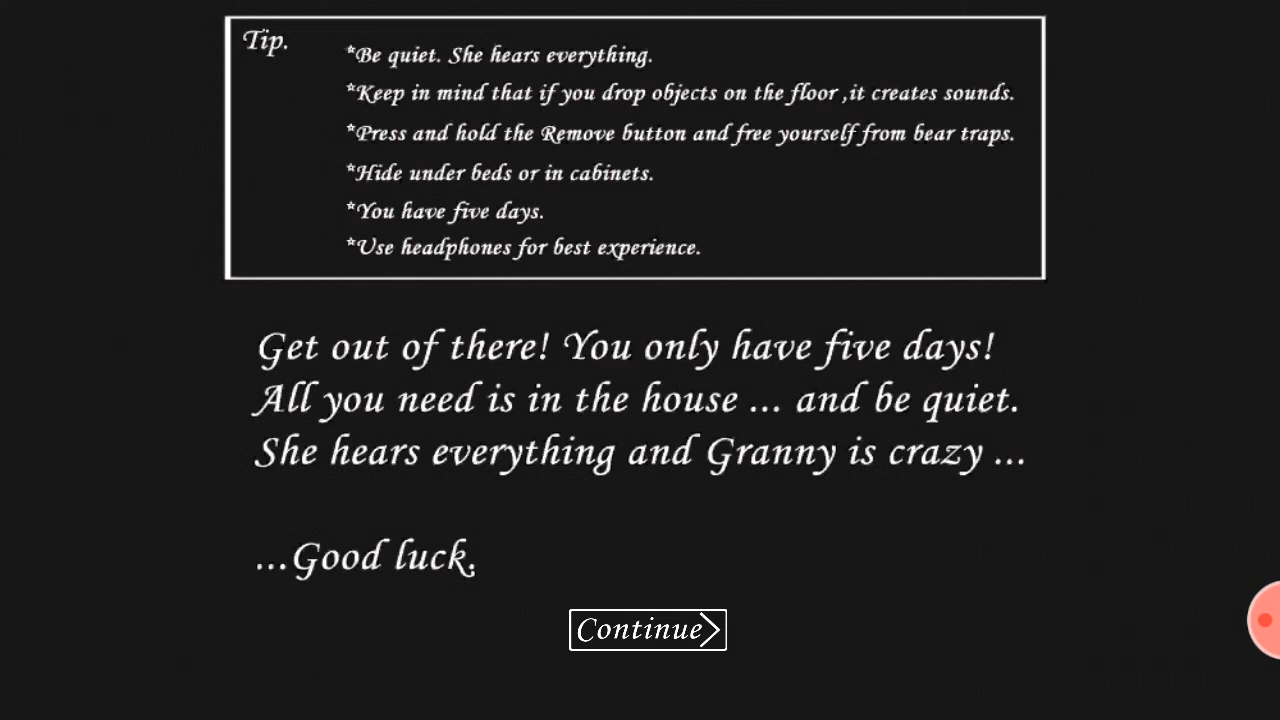 Tip.
*Be quiet. She hears everything.
*Keep in mind that if you drop objects on the floor ,it creates sounds.
*Press and hold the Remove button and free yourself from bear traps.
*Hide under beds or in cabinets.
*You have five days.
*Use headphones for best experience.
Get out of there! You only have five days!
All you need is in the house ... and be quiet.
She hears everything and Granny is crazy ...
...Good luck.
Continue